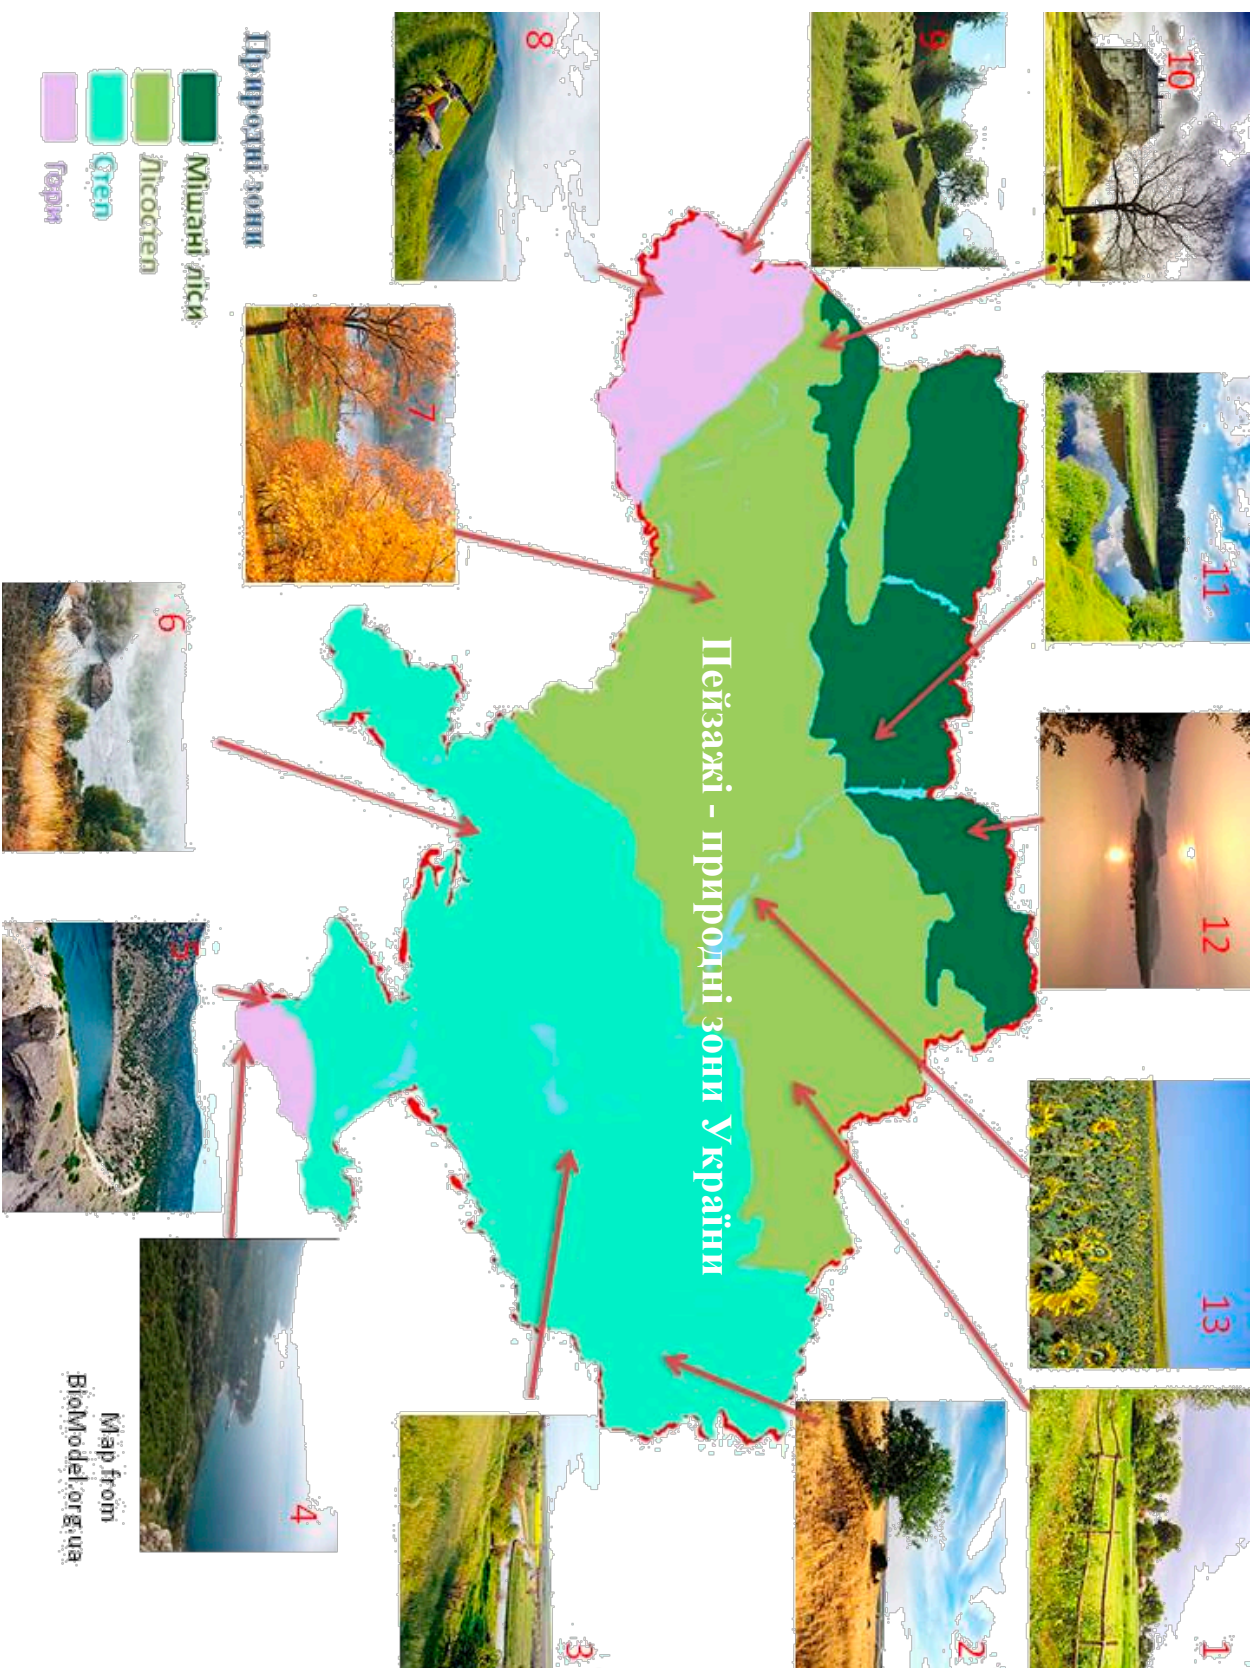 Пейзажі - природні зони України
10
11
12
13
1
9
8
7
6
5
4
3
2
Природні зони
Мішані ліси
Лісостеп
Степ
Гори
Map from
BioModel.org.ua